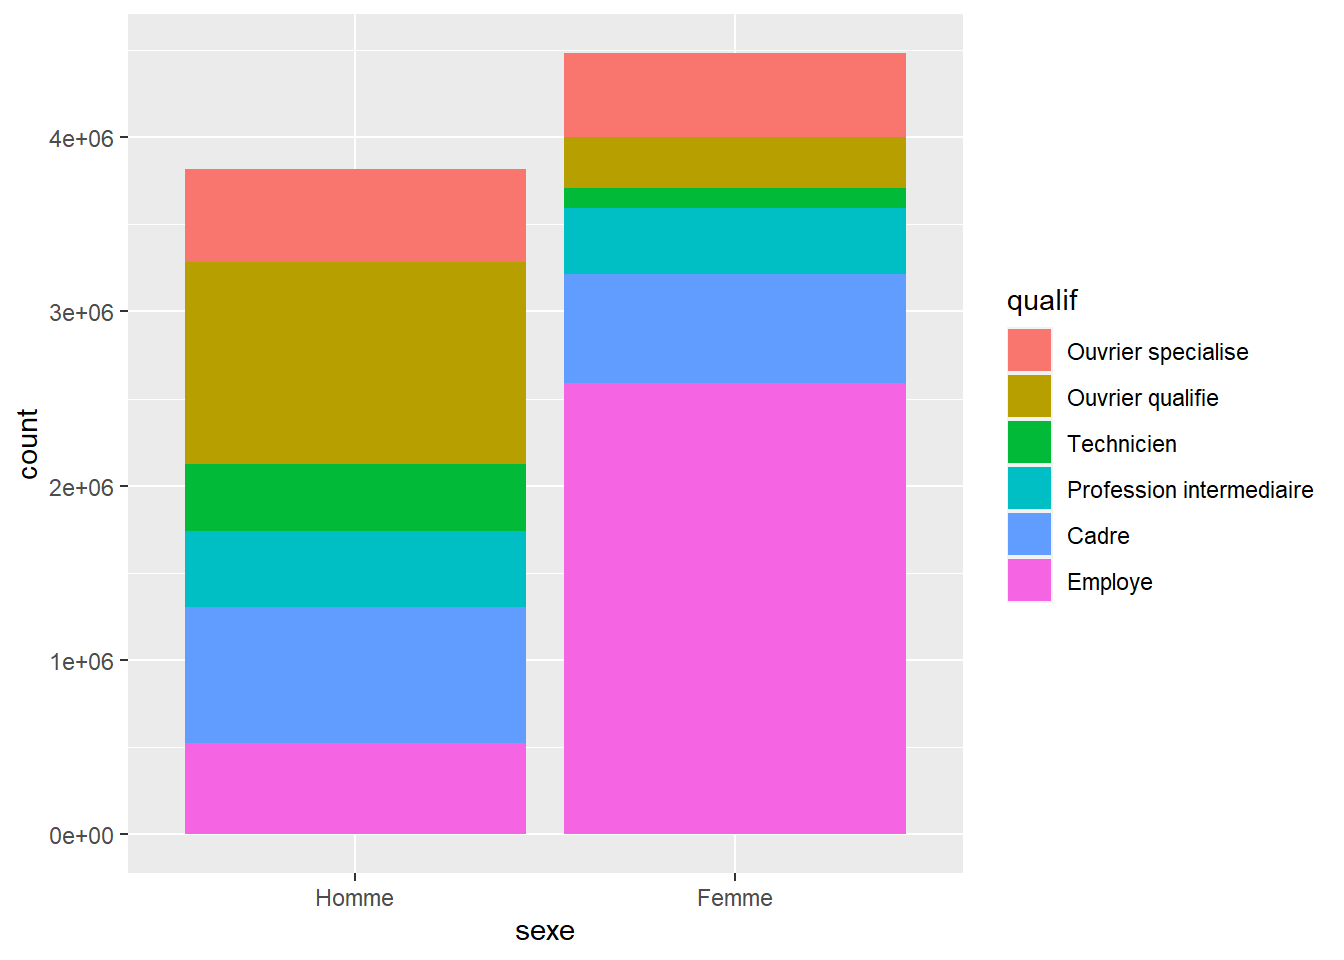 4e+06
3e+06
2e+06
1e+06
0e+00
count
Homme
Femme
sexe
qualif
Ouvrier specialise
Ouvrier qualifie
Technicien
Profession intermediaire
Cadre
Employe